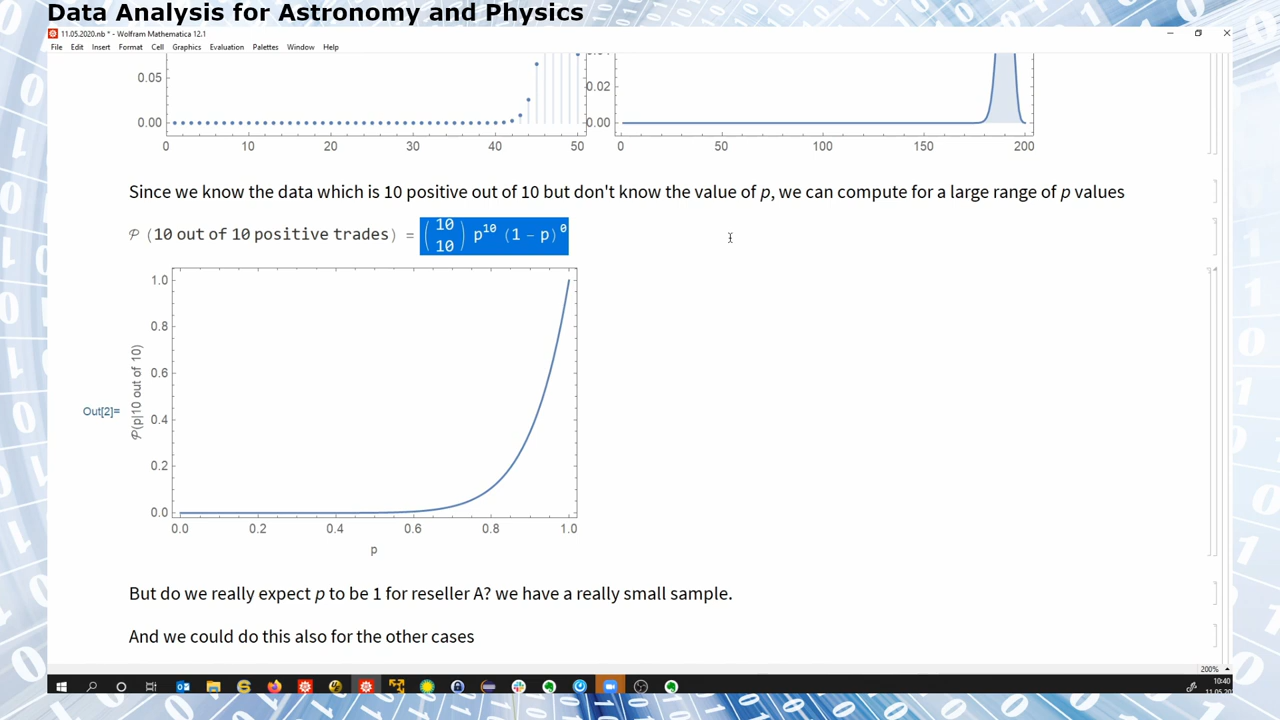 Data Analysis for Astronomy and Physics
11.05.2020.nb * - Wolfram Mathematica 12.1
File Edit Insert Format Cell Graphics Evaluation Palettes Window Help
0.05
0.00
0 10 20 30 40 50
0.02
0.00
0 50 100 150 200
Since we know the data which is 10 positive out of 10 but don't know the value of p, we can compute for a large range of p values
𝒫 (10 out of 10 positive trades) = (10 10) p^10 (1 - p)^0
1.0
0.8
0.6
0.4
0.2
0.0
𝒫(p|10 out of 10)
Out[2]=
0.0 0.2 0.4 0.6 0.8 1.0
p
But do we really expect p to be 1 for reseller A? we have a really small sample.
And we could do this also for the other cases
200%
10:40